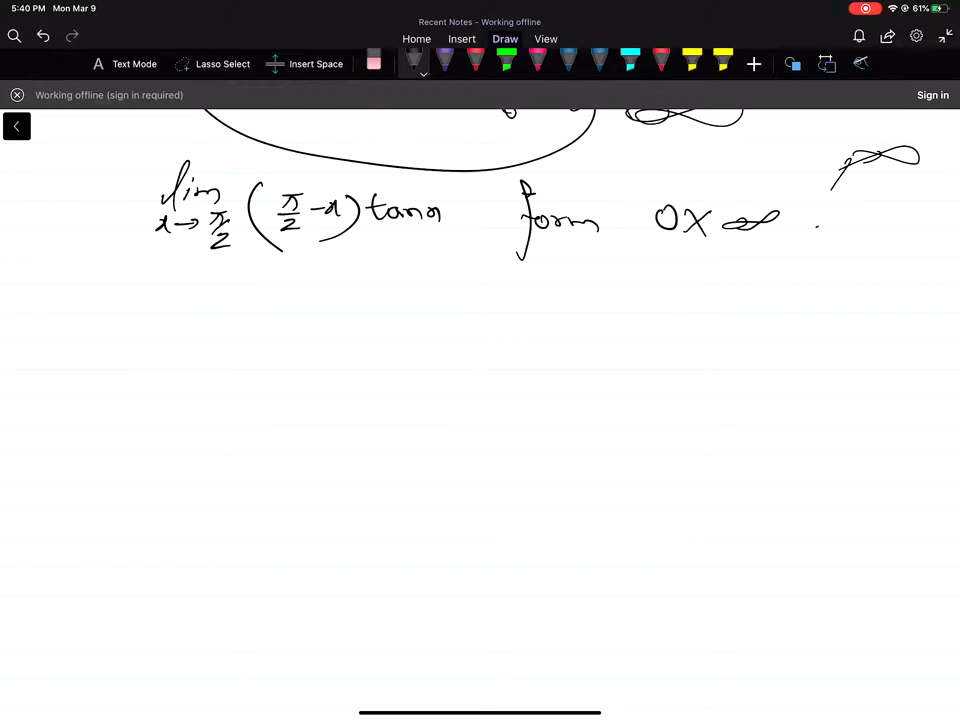 5:40 PM Mon Mar 9
61%
Recent Notes - Working offline
Home Insert Draw View
A Text Mode Lasso Select Insert Space
Working offline (sign in required) Sign in
∞
lim x→π/2 (π/2 -x) tanx form 0×∞ .